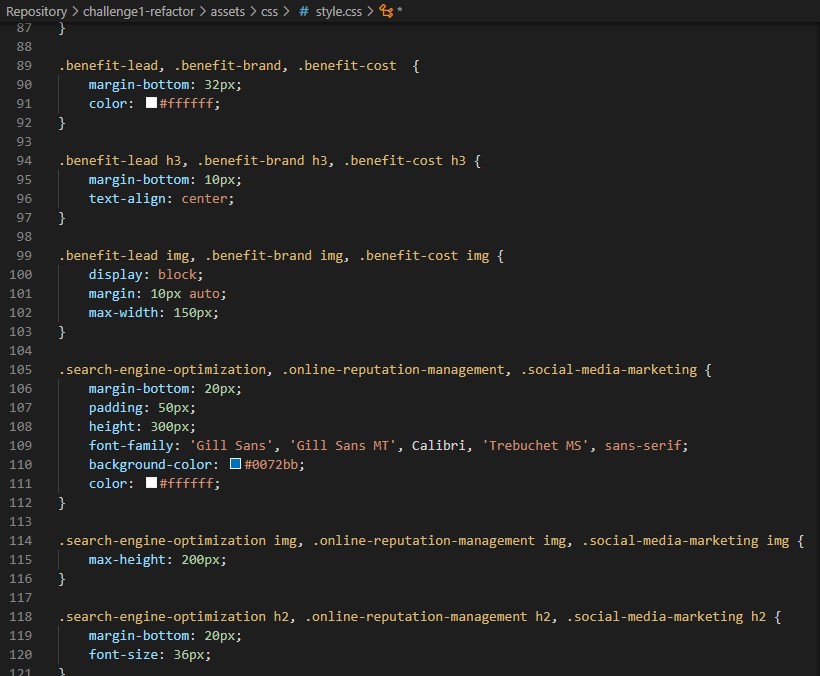 Repository > challenge1-refactor > assets > css > # style.css > *
87 }
88
89 .benefit-lead, .benefit-brand, .benefit-cost  {
90     margin-bottom: 32px;
91     color: #ffffff;
92 }
93
94 .benefit-lead h3, .benefit-brand h3, .benefit-cost h3 {
95     margin-bottom: 10px;
96     text-align: center;
97 }
98
99 .benefit-lead img, .benefit-brand img, .benefit-cost img {
100     display: block;
101     margin: 10px auto;
102     max-width: 150px;
103 }
104
105 .search-engine-optimization, .online-reputation-management, .social-media-marketing {
106     margin-bottom: 20px;
107     padding: 50px;
108     height: 300px;
109     font-family: 'Gill Sans', 'Gill Sans MT', Calibri, 'Trebuchet MS', sans-serif;
110     background-color: #0072bb;
111     color: #ffffff;
112 }
113
114 .search-engine-optimization img, .online-reputation-management img, .social-media-marketing img {
115     max-height: 200px;
116 }
117
118 .search-engine-optimization h2, .online-reputation-management h2, .social-media-marketing h2 {
119     margin-bottom: 20px;
120     font-size: 36px;
121 }